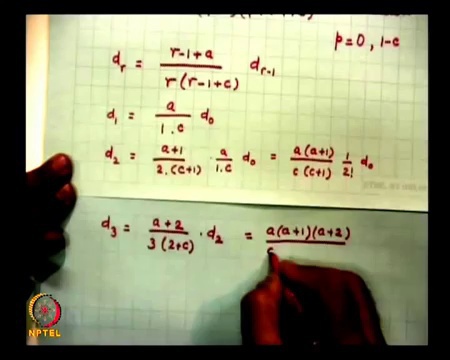 p=0, 1-c
d_r = \frac{r-1+a}{r(r-1+c)} d_{r-1}
d_1 = \frac{a}{1.c} d_0
d_2 = \frac{a+1}{2.(c+1)} \cdot \frac{a}{1.c} d_0 = \frac{a(a+1)}{c(c+1)} \frac{1}{2!} d_0
d_3 = \frac{a+2}{3(2+c)} \cdot d_2 = \frac{a(a+1)(a+2)}{c}
NPTEL